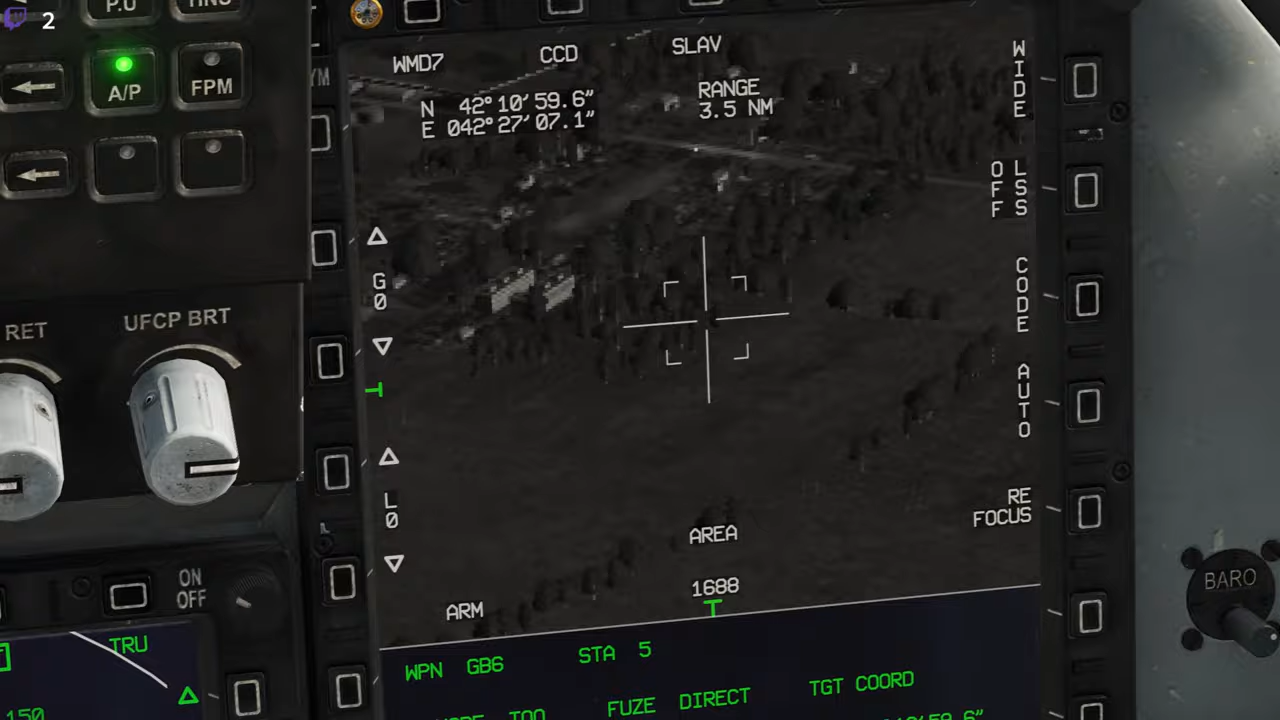 2
P.U
A/P
FPM
RET
UFCP BRT
ON
OFF
TRU
150
WMD7
CCD
SLAV
N 42°10'59.6"
E 042°27'07.1"
RANGE
3.5 NM
WIDE
OFF LSS
CODE
AUTO
RE
FOCUS
G
0
L
0
AREA
1688
ARM
WPN GB6
STA 5
FUZE DIRECT
TGT COORD
BARO